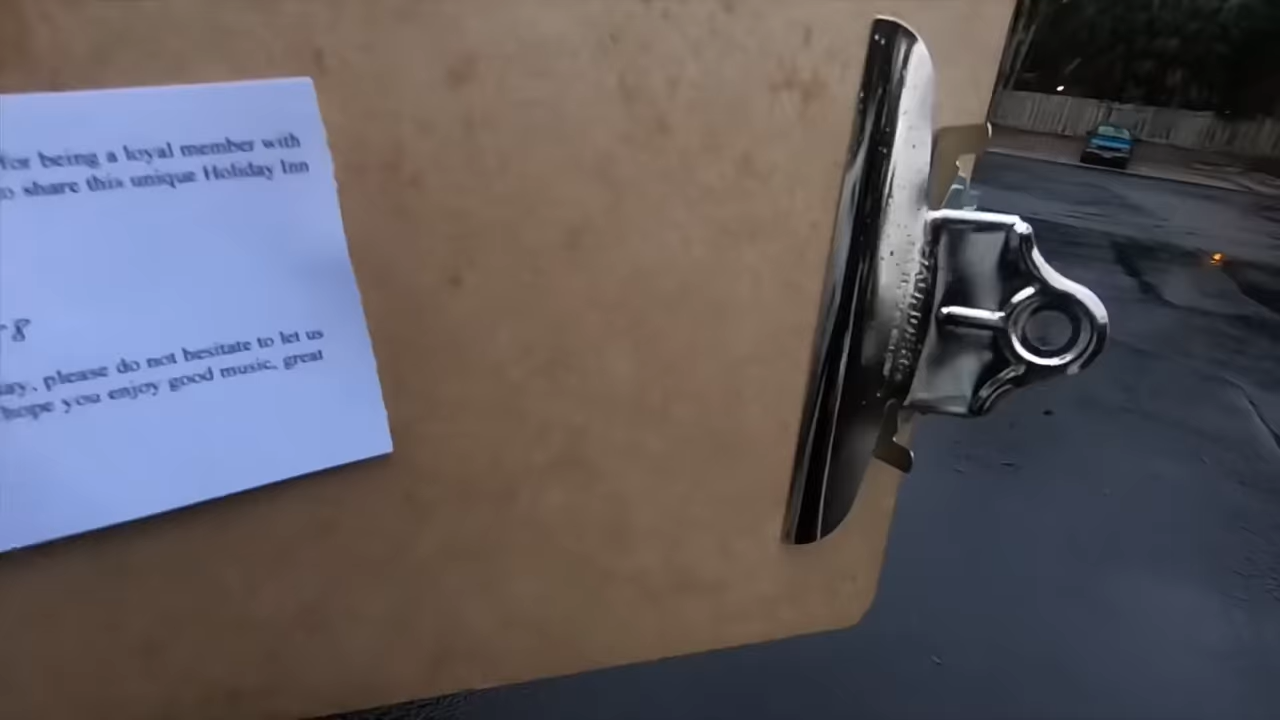 for being a loyal member with
to share this unique Holiday Inn
8
ay, please do not hesitate to let us
hope you enjoy good music, great